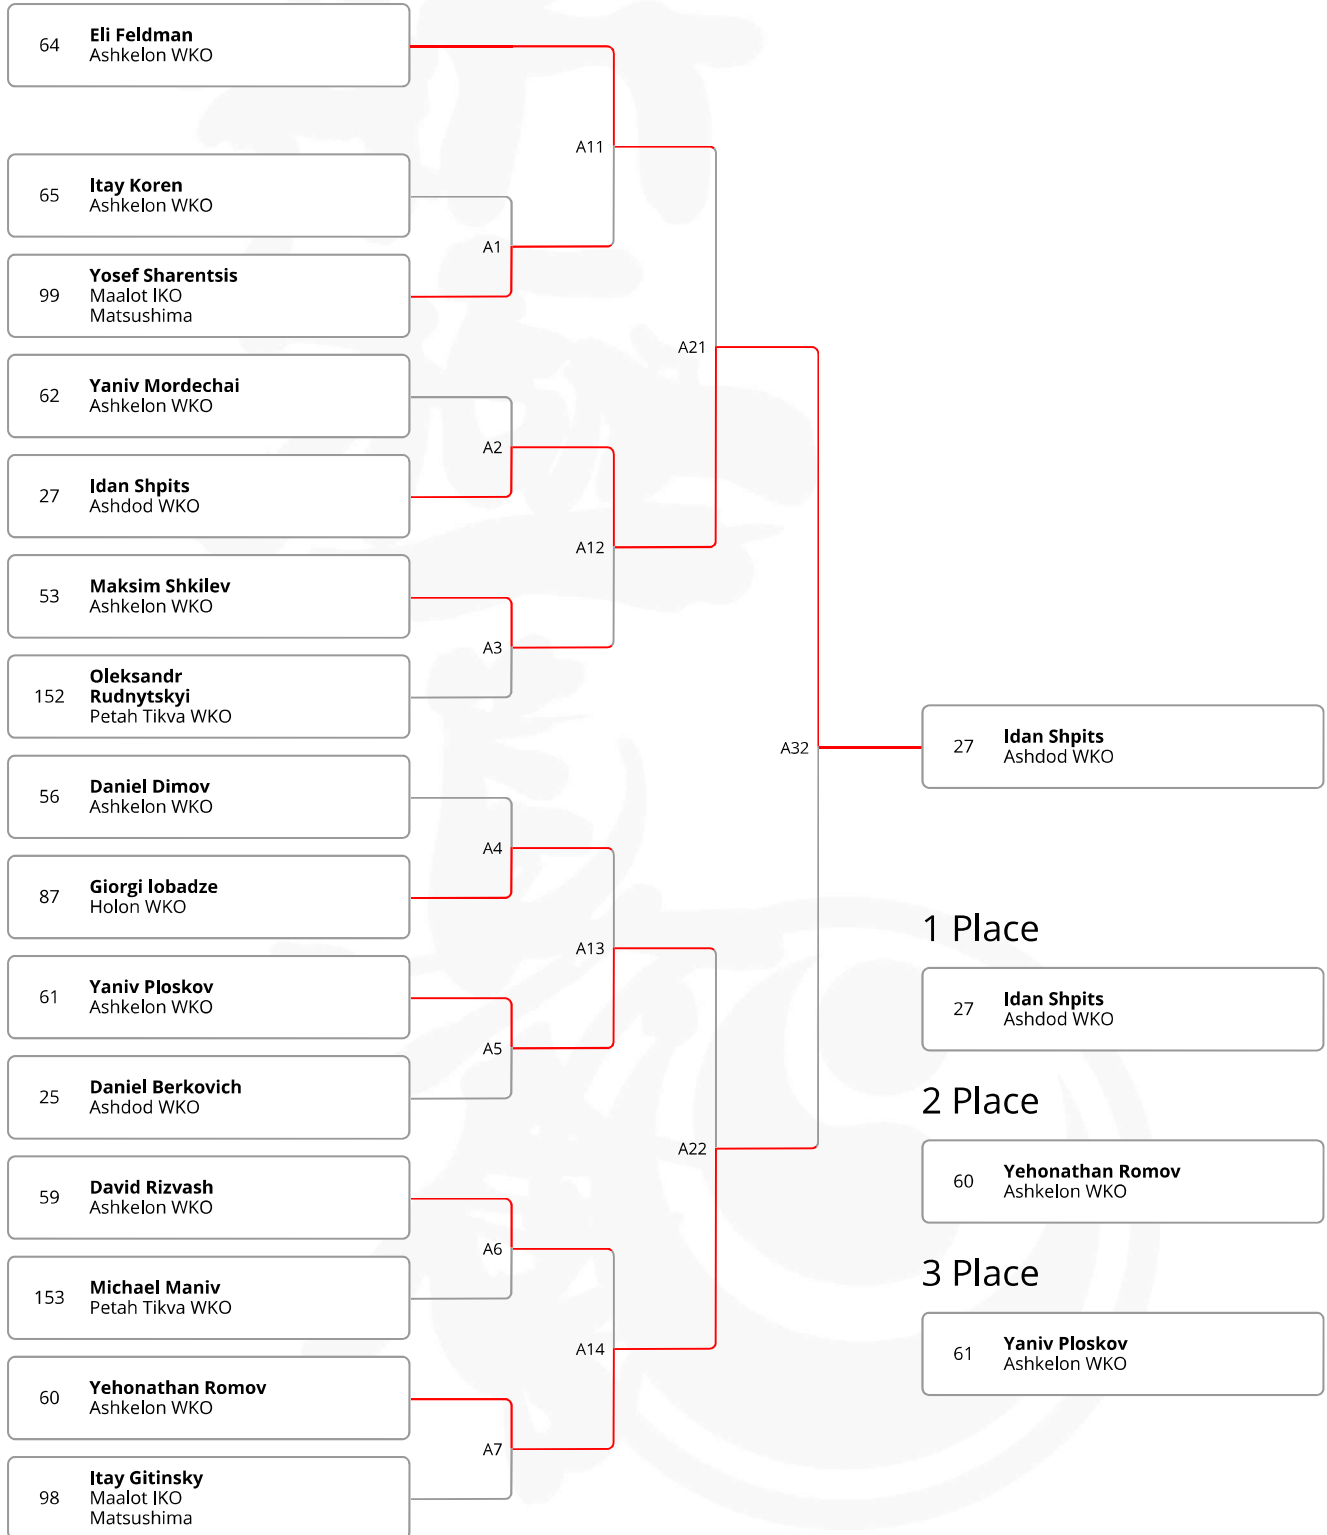 64
Eli Feldman
Ashkelon WKO
A11
65
Itay Koren
Ashkelon WKO
A1
99
Yosef Sharentsis
Maalot IKO
Matsushima
A21
62
Yaniv Mordechai
Ashkelon WKO
A2
27
Idan Shpits
Ashdod WKO
A12
53
Maksim Shkilev
Ashkelon WKO
A3
152
Oleksandr
Rudnytskyi
Petah Tikva WKO
A32
27
Idan Shpits
Ashdod WKO
56
Daniel Dimov
Ashkelon WKO
A4
87
Giorgi lobadze
Holon WKO
A13
61
Yaniv Ploskov
Ashkelon WKO
A5
25
Daniel Berkovich
Ashdod WKO
A22
59
David Rizvash
Ashkelon WKO
A6
153
Michael Maniv
Petah Tikva WKO
A14
60
Yehonathan Romov
Ashkelon WKO
A7
98
Itay Gitinsky
Maalot IKO
Matsushima
1 Place
27
Idan Shpits
Ashdod WKO
2 Place
60
Yehonathan Romov
Ashkelon WKO
3 Place
61
Yaniv Ploskov
Ashkelon WKO